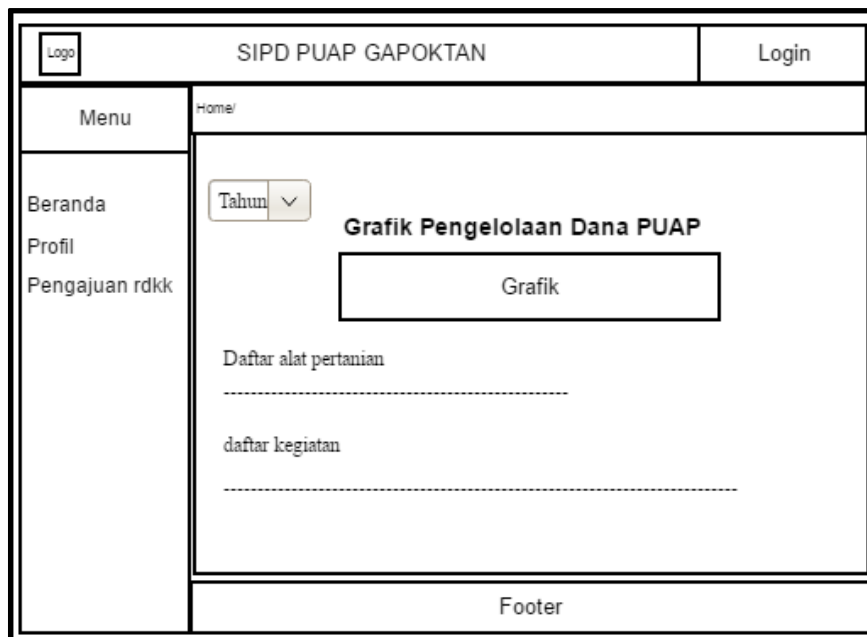 Logo
SIPD PUAP GAPOKTAN
Login
Menu
Home/
Beranda
Profil
Pengajuan rdkk
Tahun
Grafik Pengelolaan Dana PUAP
Grafik
Daftar alat pertanian
daftar kegiatan
Footer